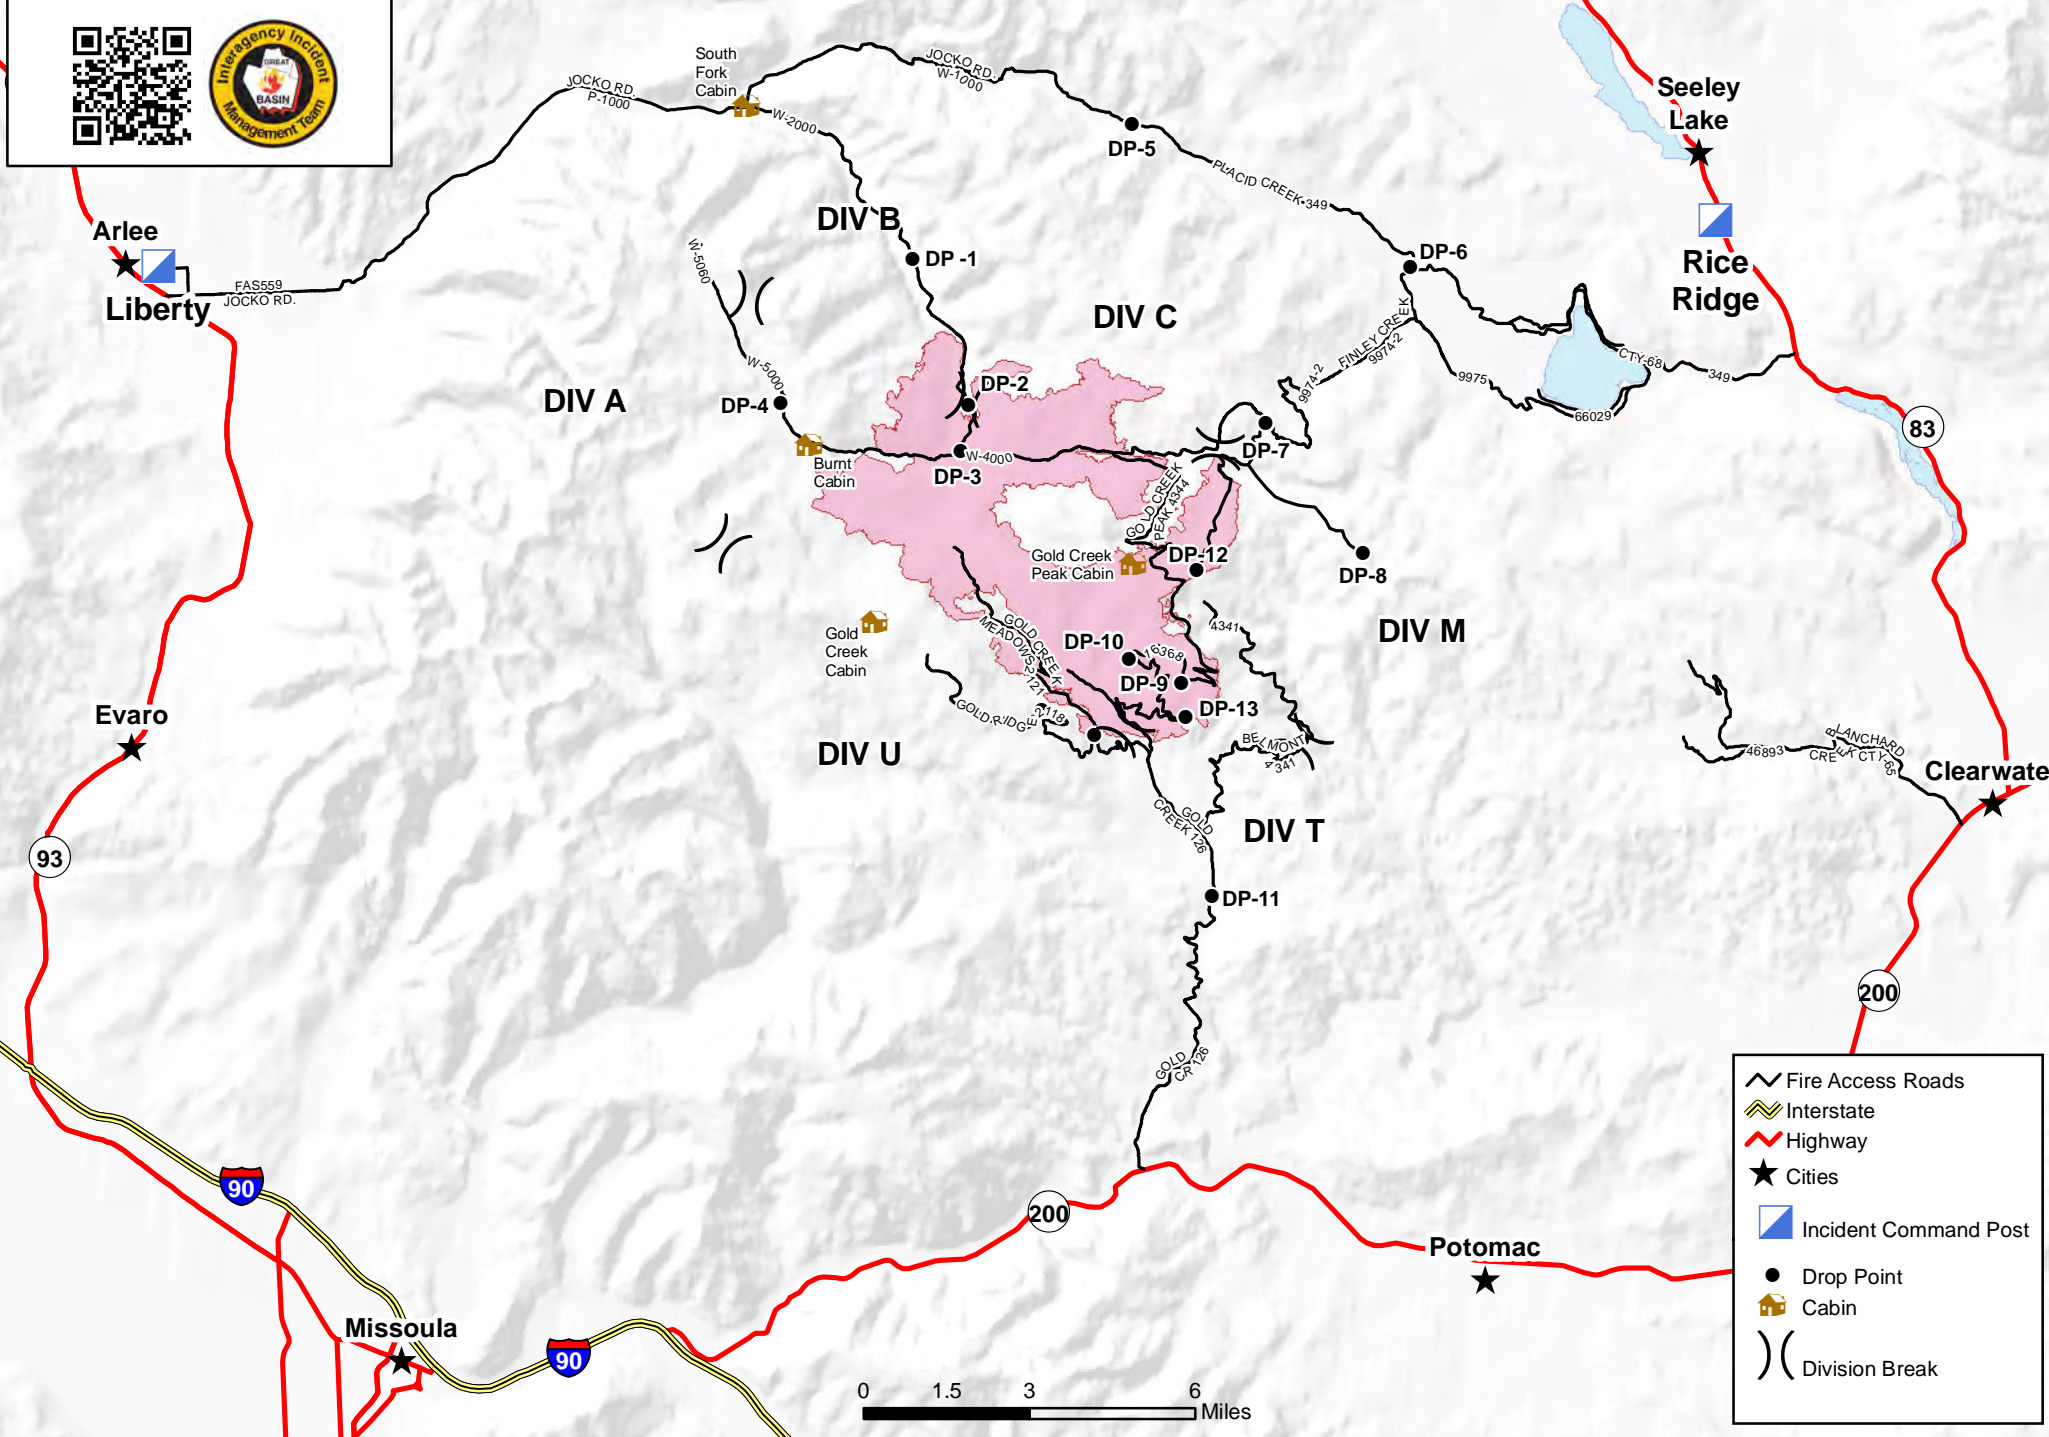 Interagency Incident
GREAT
BASIN
Management Team
South
Fork
Cabin
JOCKO RD.
W-1000
JOCKO RD.
P-1000
W-2000
Seeley
Lake
DP-5
PLACID CREEK 349
Arlee
DIV B
W-5060
DP -1
DP-6
Rice
Ridge
FAS559
JOCKO RD.
Liberty
DIV C
FINLEY CREEK
9974-2
CTY-68
349
W-5000
DP-2
9974-2
9975
DIV A
DP-4
66029
83
DP-7
W-4000
Burnt
Cabin
DP-3
GOLD CREEK
PEAK 4344
Gold Creek
Peak Cabin
DP-12
DP-8
4341
DIV M
Gold
Creek
Cabin
GOLD CREEK
MEADOWS 2121
DP-10
16368
DP-9
DP-13
GOLD RIDGE 2118
Evaro
DIV U
BELMONT
4341
46893
BLANCHARD
CREEK CTY-65
Clearwate
GOLD
CREEK 126
DIV T
93
DP-11
200
GOLD
CR 126
Fire Access Roads
Interstate
Highway
Cities
Incident Command Post
Drop Point
Cabin
Division Break
90
200
Potomac
Missoula
90
0 1.5 3 6
Miles